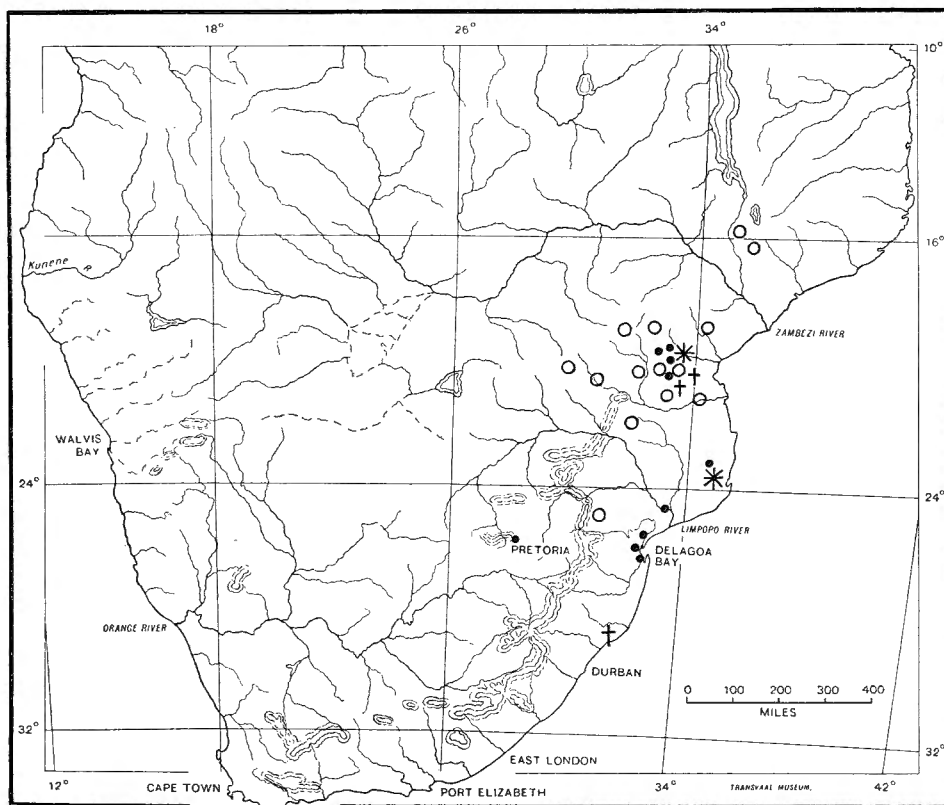 18° 26° 34°
10°
16°
Kunene
ZAMBEZI RIVER
WALVIS
BAY
24° 24°
LIMPOPO RIVER
PRETORIA
DELAGOA
BAY
ORANGE RIVER
DURBAN
0 100 200 300 400
MILES
32° 32°
EAST LONDON
12° CAPE TOWN PORT ELIZABETH 34° TRANSVAAL MUSEUM. 42°